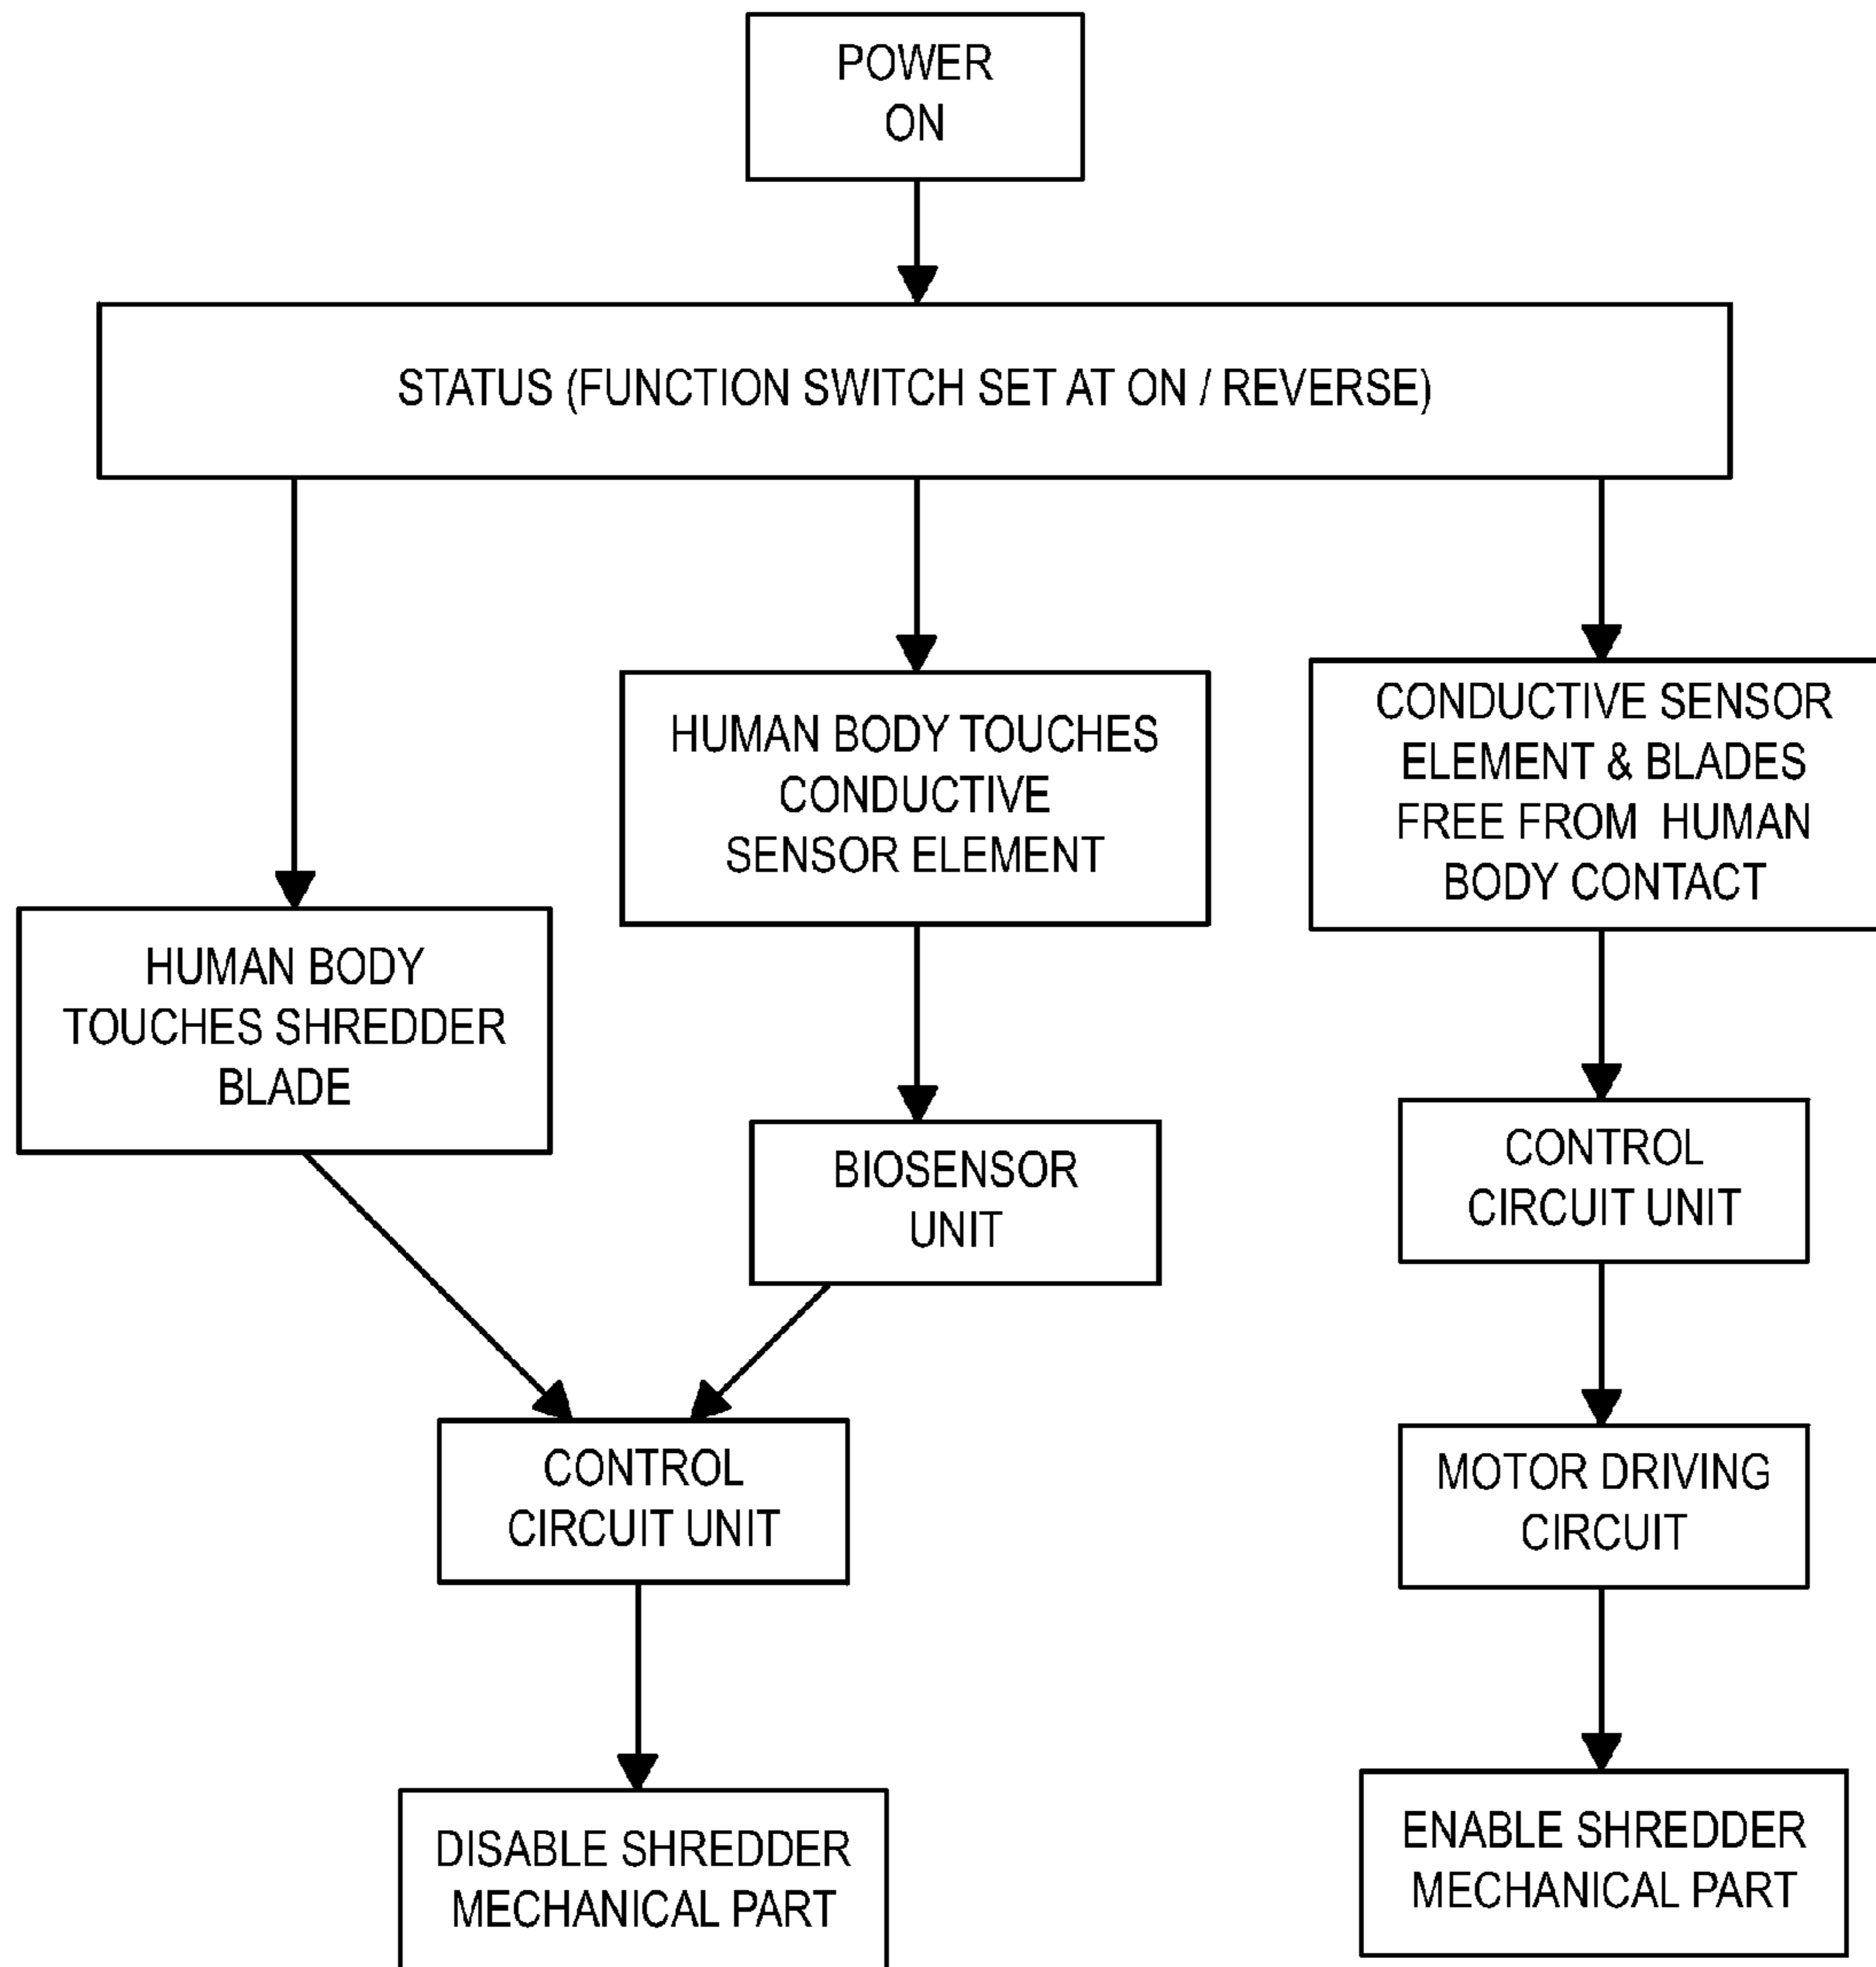 POWER
ON
STATUS (FUNCTION SWITCH SET AT ON / REVERSE)
HUMAN BODY
TOUCHES SHREDDER
BLADE
HUMAN BODY TOUCHES
CONDUCTIVE
SENSOR ELEMENT
CONDUCTIVE SENSOR
ELEMENT & BLADES
FREE FROM HUMAN
BODY CONTACT
BIOSENSOR
UNIT
CONTROL
CIRCUIT UNIT
CONTROL
CIRCUIT UNIT
MOTOR DRIVING
CIRCUIT
DISABLE SHREDDER
MECHANICAL PART
ENABLE SHREDDER
MECHANICAL PART